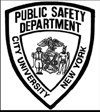 PUBLIC SAFETY
DEPARTMENT
CITY UNIVERSITY
NEW YORK